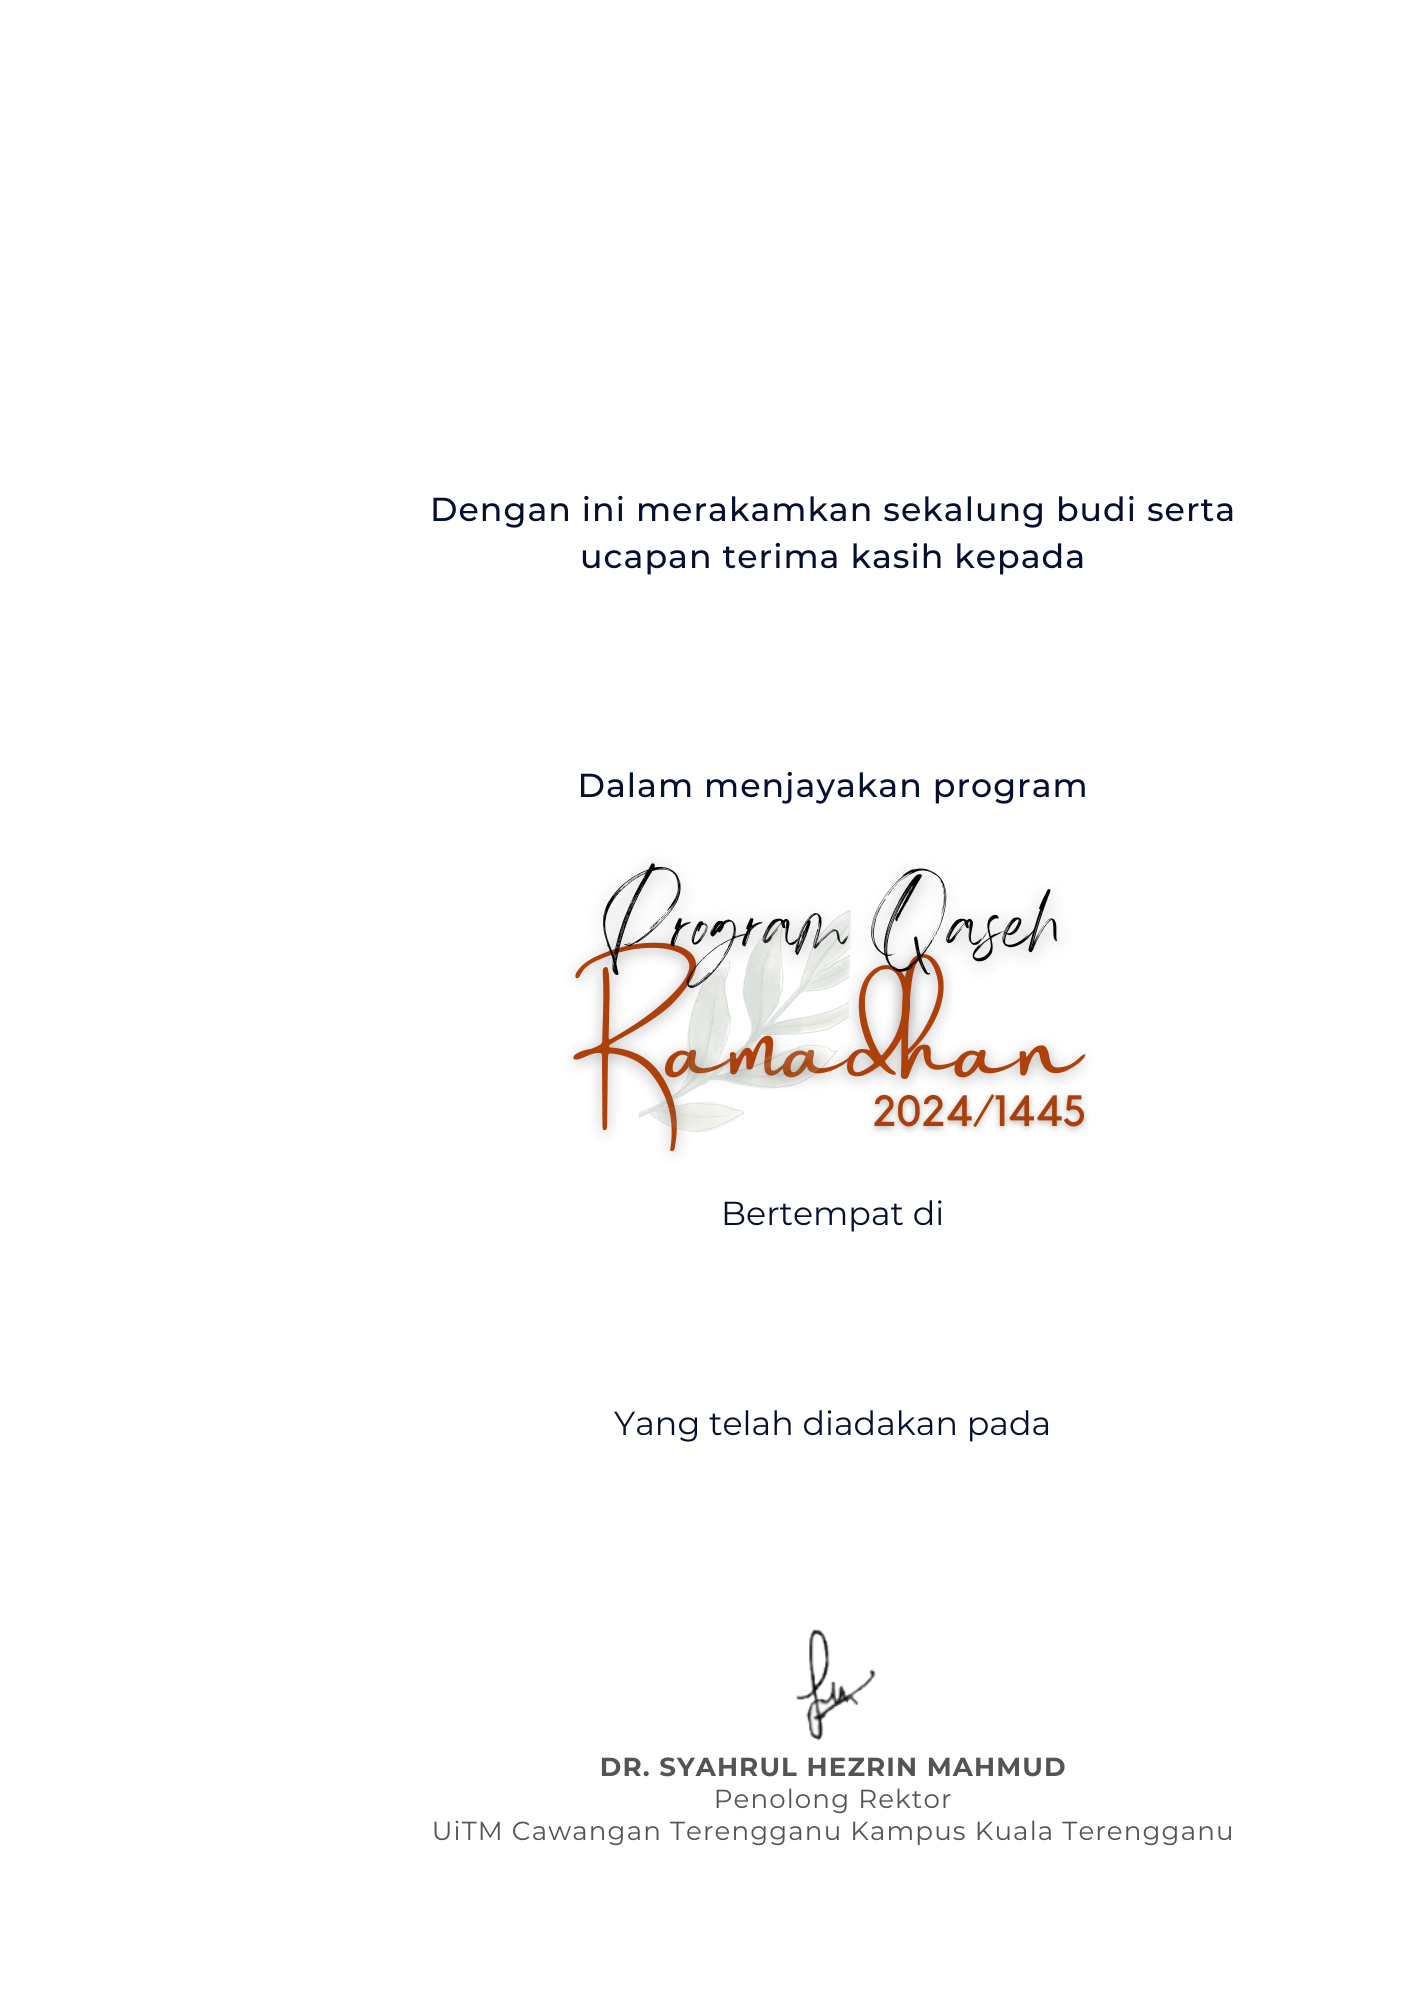 Dengan ini merakamkan sekalung budi serta
ucapan terima kasih kepada
Dalam menjayakan program
Program Qaseh
Ramadhan
2024/1445
Bertempat di
Yang telah diadakan pada
DR. SYAHRUL HEZRIN MAHMUD
Penolong Rektor
UiTM Cawangan Terengganu Kampus Kuala Terengganu